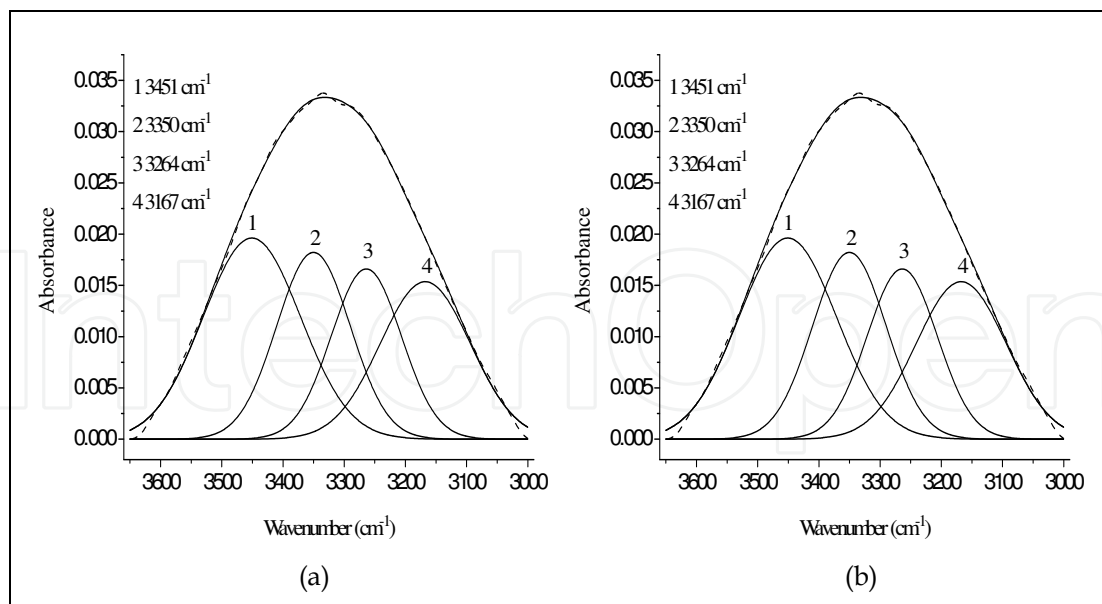 0.035
0.030
0.025
0.020
0.015
0.010
0.005
0.000
Absorbance
1 3451 cm⁻¹
2 3350 cm⁻¹
3 3264 cm⁻¹
4 3167 cm⁻¹
1
2
3
4
3600 3500 3400 3300 3200 3100 3000
Wavenumber (cm⁻¹)
(a)
0.035
0.030
0.025
0.020
0.015
0.010
0.005
0.000
Absorbance
1 3451 cm⁻¹
2 3350 cm⁻¹
3 3264 cm⁻¹
4 3167 cm⁻¹
1
2
3
4
3600 3500 3400 3300 3200 3100 3000
Wavenumber (cm⁻¹)
(b)
IntechOpen